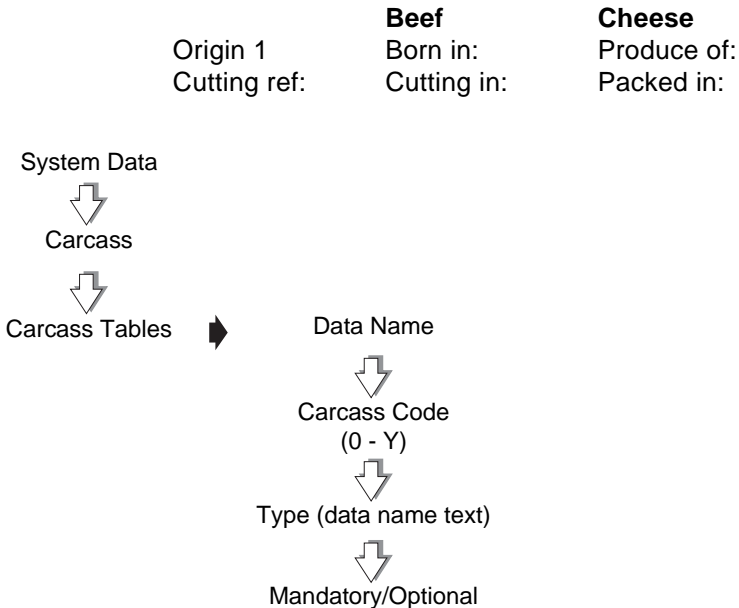 Beef Cheese
Origin 1 Born in: Produce of:
Cutting ref: Cutting in: Packed in:
System Data
Carcass
Carcass Tables
Data Name
Carcass Code
(0 - Y)
Type (data name text)
Mandatory/Optional